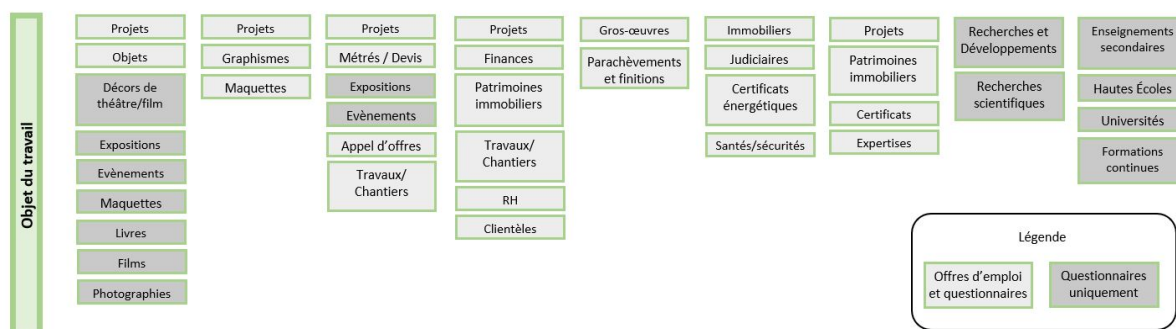 Objet du travail
Projets
Objets
Décors de
théâtre/film
Expositions
Evènements
Maquettes
Livres
Films
Photographies
Projets
Graphismes
Maquettes
Projets
Métrés / Devis
Expositions
Evènements
Appel d'offres
Travaux/
Chantiers
Projets
Finances
Patrimoines
immobiliers
Travaux/
Chantiers
RH
Clientèles
Gros-œuvres
Parachèvements
et finitions
Immobiliers
Judiciaires
Certificats
énergétiques
Santés/sécurités
Projets
Patrimoines
immobiliers
Certificats
Expertises
Recherches et
Développements
Recherches
scientifiques
Enseignements
secondaires
Hautes Écoles
Universités
Formations
continues
Légende
Offres d'emploi
et questionnaires
Questionnaires
uniquement